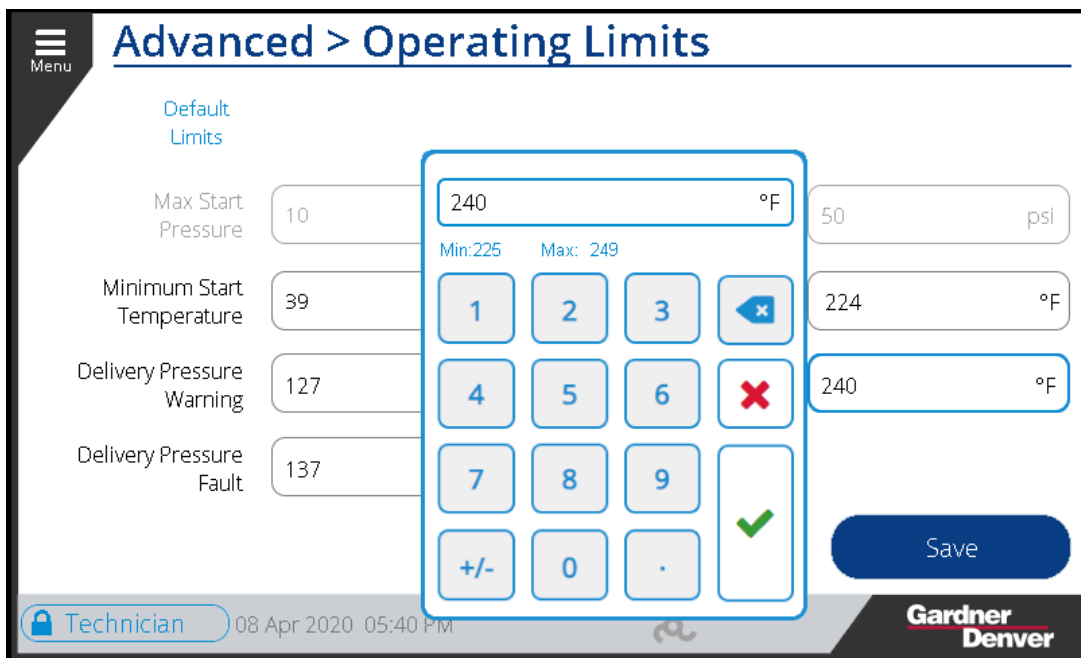 Menu
Advanced > Operating Limits
Default
Limits
Max Start
Pressure
10
50 psi
Minimum Start
Temperature
39
224 °F
Delivery Pressure
Warning
127
240 °F
Delivery Pressure
Fault
137
240 °F
Min:225 Max: 249
1 2 3
4 5 6
7 8 9
+/- 0 .
Save
Technician 08 Apr 2020 05:40 PM
Gardner
Denver